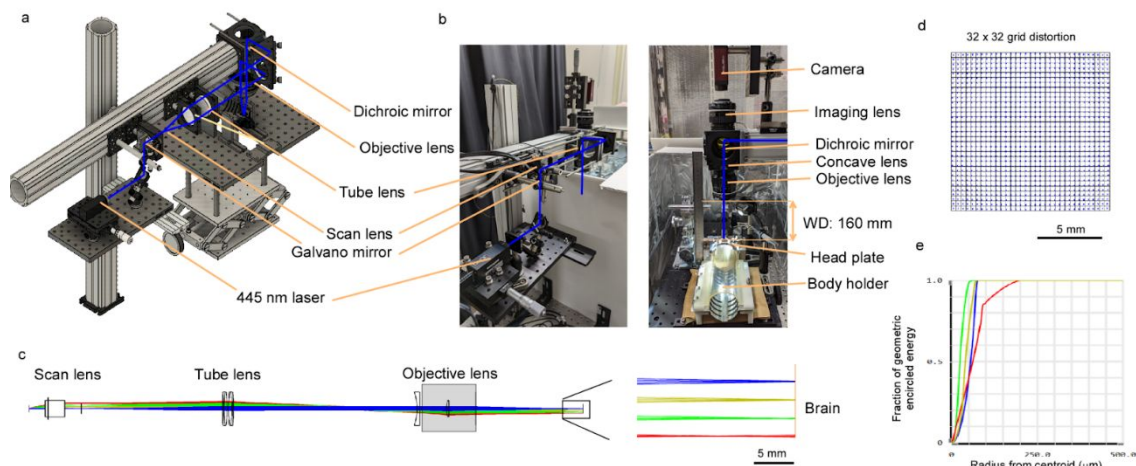 a
Dichroic mirror
Objective lens
Tube lens
Scan lens
Galvano mirror
445 nm laser
b
Camera
Imaging lens
Dichroic mirror
Concave lens
Objective lens
WD: 160 mm
Head plate
Body holder
c
Scan lens
Tube lens
Objective lens
Brain
5 mm
d
32 x 32 grid distortion
5 mm
e
Fraction of geometric
encircled energy
1.0
0.5
0
0
250.0
500.0
Radius from centroid (μm)